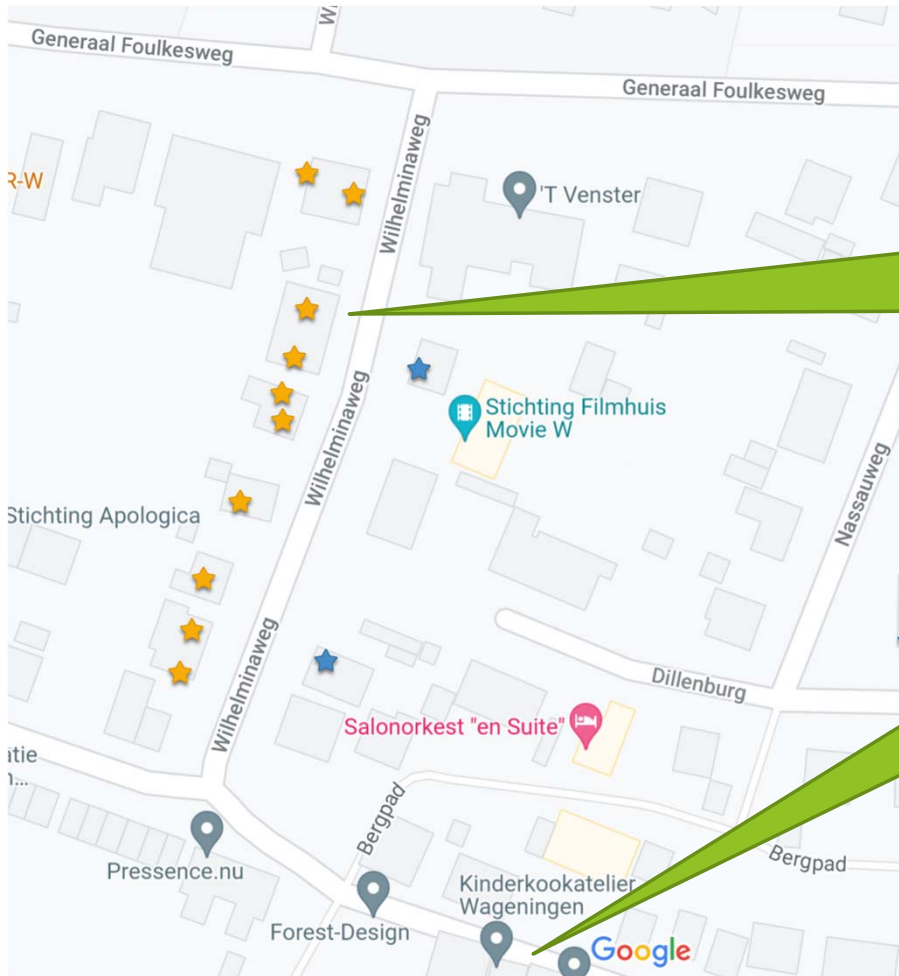 W
Generaal Foulkesweg
Generaal Foulkesweg
R-W
Wilhelminaweg
'T Venster
Wilhelminaweg
Stichting Filmhuis
Movie W
Nassauweg
Stichting Apologica
Wilhelminaweg
Dillenburg
Salonorkest "en Suite"
atie
n...
Bergpad
Bergpad
Pressence.nu
Kinderkookatelier
Wageningen
Forest-Design
Google